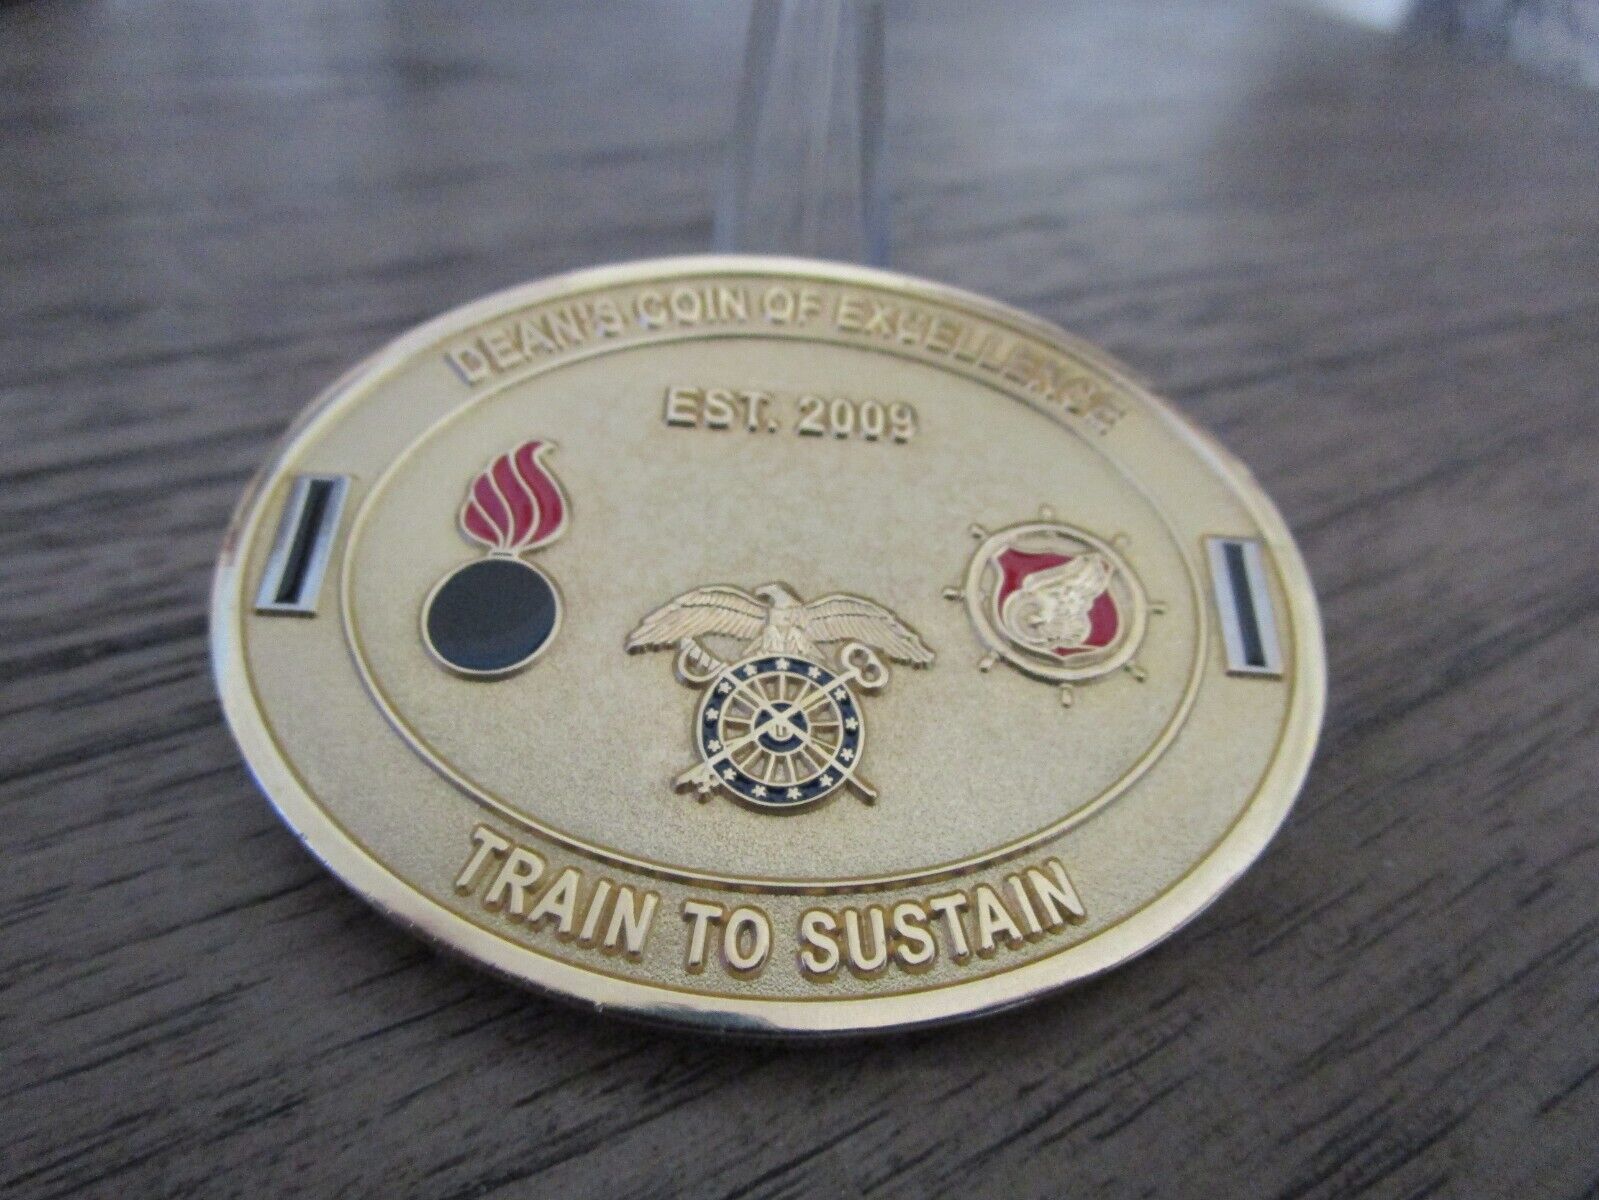 DEAN'S COIN OF EXCELLENCE
EST. 2009
TRAIN TO SUSTAIN